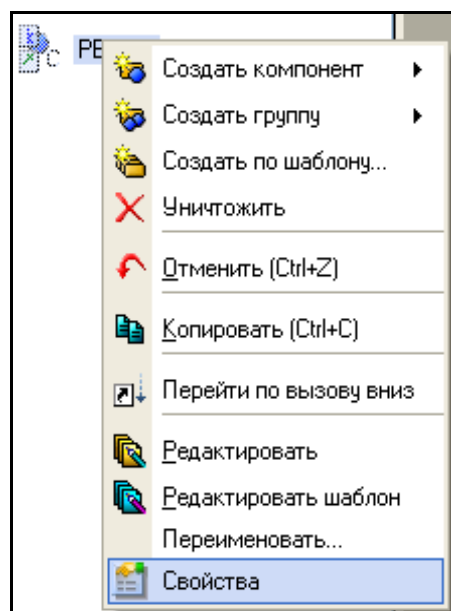 РЕ
Создать компонент
Создать группу
Создать по шаблону...
Уничтожить
Отменить (Ctrl+Z)
Копировать (Ctrl+C)
Перейти по вызову вниз
Редактировать
Редактировать шаблон
Переименовать...
Свойства